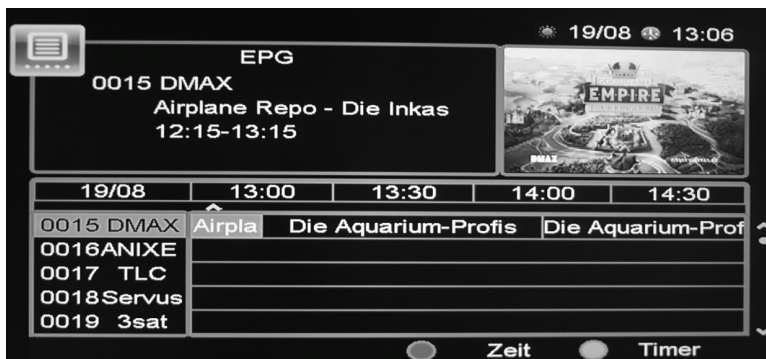 19/08 13:06
EPG
0015 DMAX
Airplane Repo - Die Inkas
12:15-13:15
EMPIRE
DMAX
19/08 13:00 13:30 14:00 14:30
0015 DMAX Airpla Die Aquarium-Profis Die Aquarium-Prof
0016ANIXE
0017 TLC
0018Servus
0019 3sat
Zeit Timer